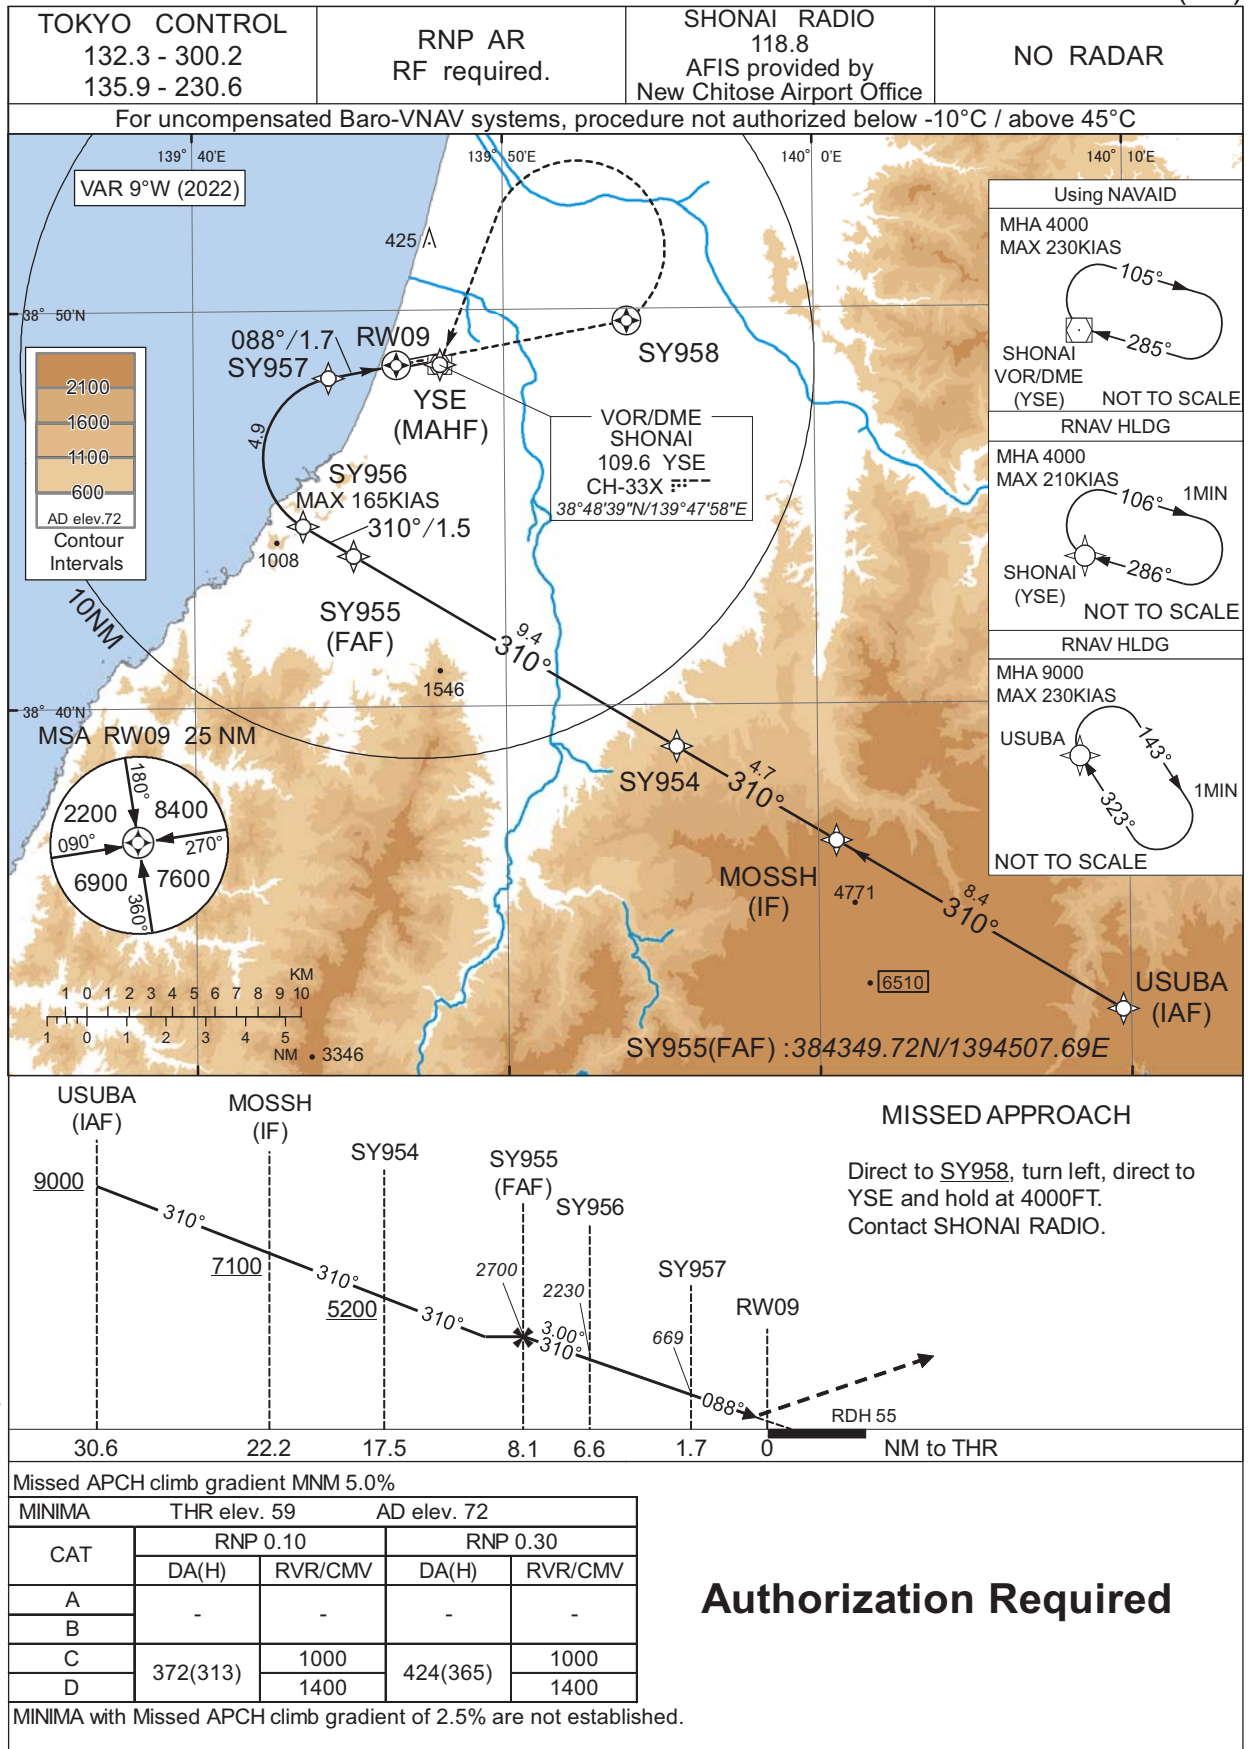 TOKYO CONTROL
132.3 - 300.2
135.9 - 230.6
RNP AR
RF required.
SHONAI RADIO
118.8
AFIS provided by
New Chitose Airport Office
NO RADAR
For uncompensated Baro-VNAV systems, procedure not authorized below -10°C / above 45°C
139° 40'E
139° 50'E
140° 0'E
140° 10'E
VAR 9°W (2022)
425
38° 50'N
088°/1.7
RW09
SY957
SY958
YSE
(MAHF)
4.9
2100
1600
1100
600
AD elev.72
Contour
Intervals
VOR/DME
SHONAI
109.6 YSE
CH-33X
38°48'39"N/139°47'58"E
SY956
MAX 165KIAS
310°/1.5
1008
SY955
(FAF)
10NM
9.4
310°
1546
38° 40'N
SY954
4.7
310°
MOSSH
(IF)
4771
8.4
310°
6510
USUBA
(IAF)
MSA RW09 25 NM
180°
2200
8400
090°
270°
6900
7600
360°
KM
1 0 1 2 3 4 5 6 7 8 9 10
1 0 1 2 3 4 5
NM
3346
SY955(FAF) :384349.72N/1394507.69E
Using NAVAID
MHA 4000
MAX 230KIAS
105°
285°
SHONAI
VOR/DME
(YSE)
NOT TO SCALE
RNAV HLDG
MHA 4000
MAX 210KIAS
106°
1MIN
286°
SHONAI
(YSE)
NOT TO SCALE
RNAV HLDG
MHA 9000
MAX 230KIAS
USUBA
143°
1MIN
323°
NOT TO SCALE
USUBA
(IAF)
MOSSH
(IF)
SY954
SY955
(FAF)
SY956
SY957
RW09
9000
310°
7100
310°
5200
310°
2700
2230
3.00°
310°
669
088°
RDH 55
30.6 22.2 17.5 8.1 6.6 1.7 0 NM to THR
MISSED APPROACH
Direct to SY958, turn left, direct to
YSE and hold at 4000FT.
Contact SHONAI RADIO.
Missed APCH climb gradient MNM 5.0%
MINIMA THR elev. 59 AD elev. 72
CAT RNP 0.10 RNP 0.30
DA(H) RVR/CMV DA(H) RVR/CMV
A
B
- - - -
C 372(313) 1000 424(365) 1000
D 1400 1400
MINIMA with Missed APCH climb gradient of 2.5% are not established.
Authorization Required